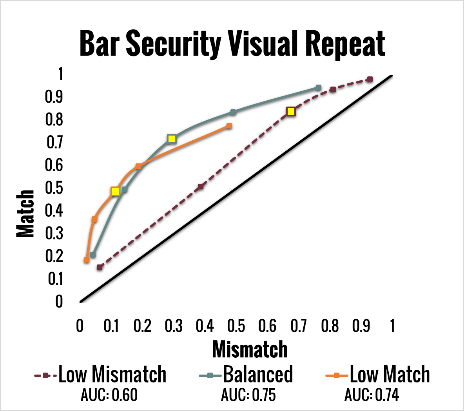 Bar Security Visual Repeat
1
0.9
0.8
0.7
0.6
0.5
0.4
0.3
0.2
0.1
0
Match
0 0.1 0.2 0.3 0.4 0.5 0.6 0.7 0.8 0.9 1
Mismatch
Low Mismatch Balanced Low Match
AUC: 0.60 AUC: 0.75 AUC: 0.74